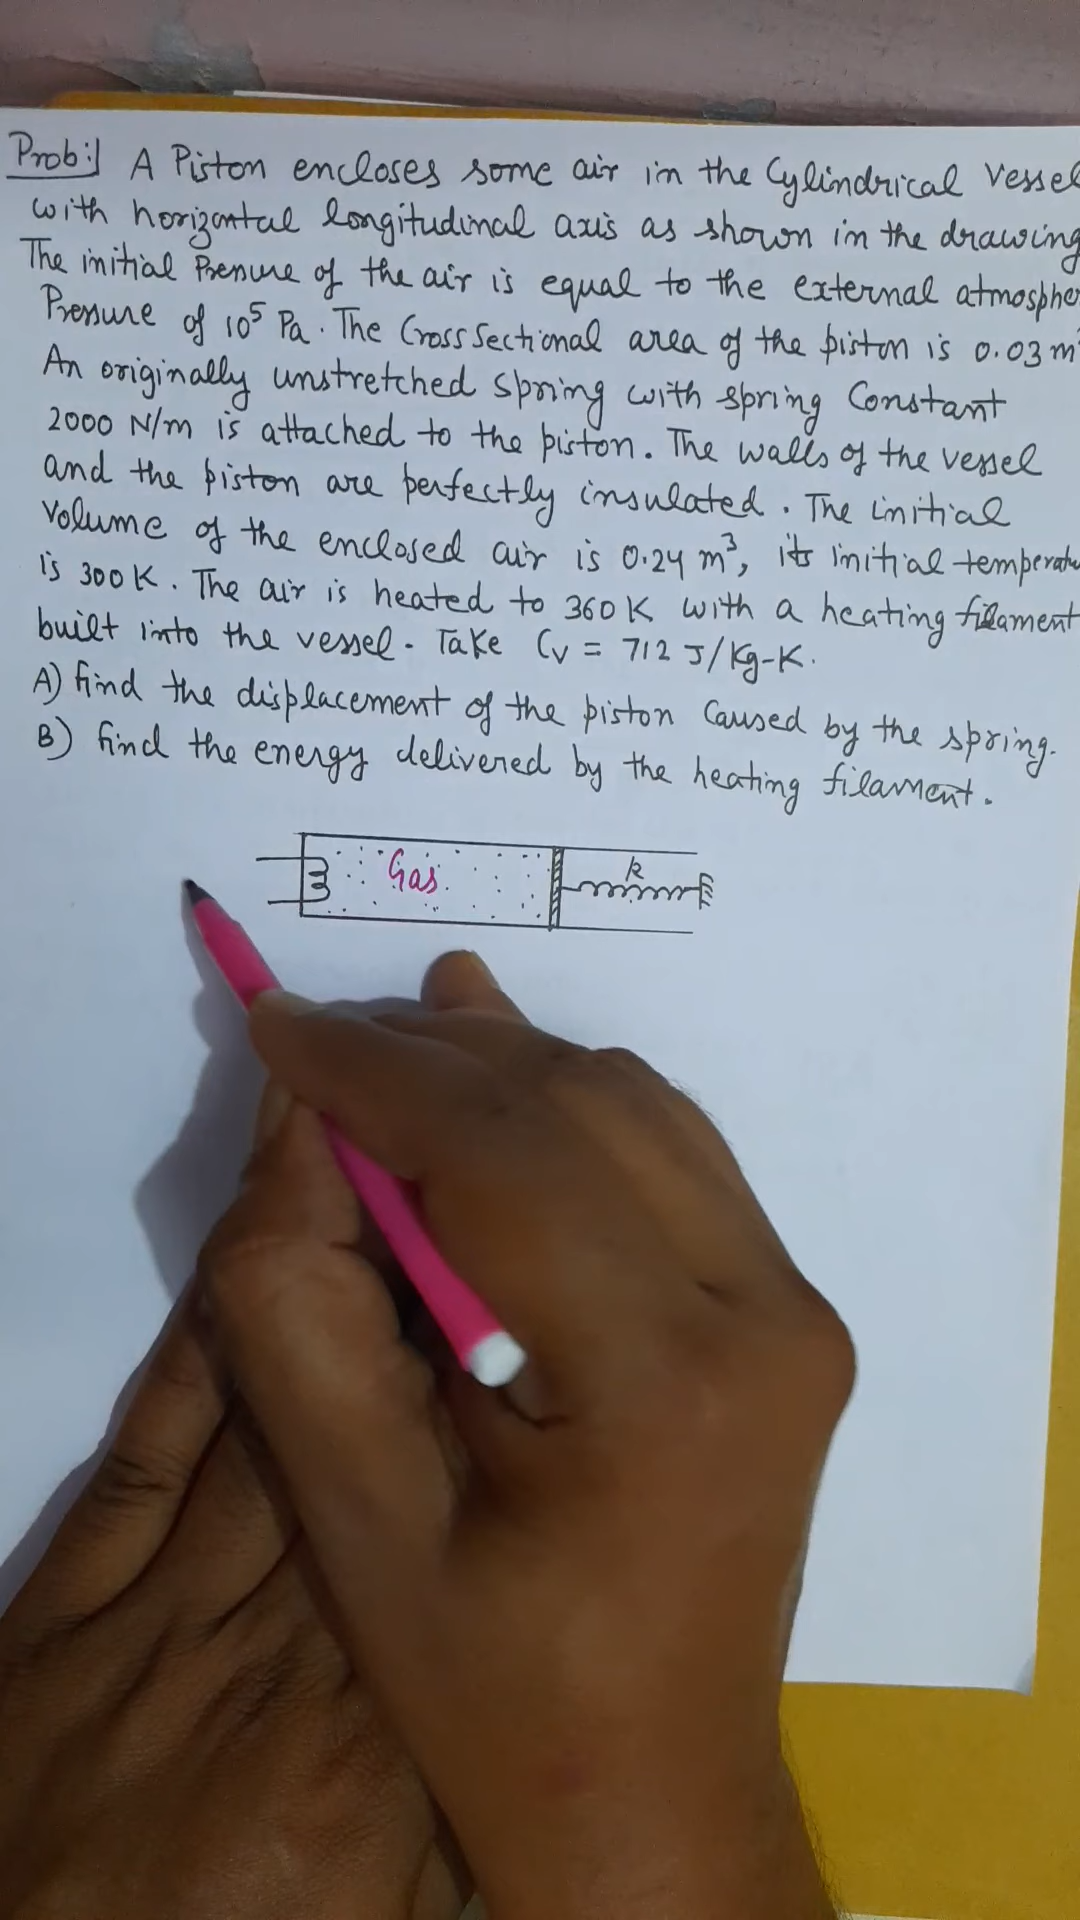 Prob:] A Piston encloses some air in the Cylindrical Vessel
with horizontal longitudinal axis as shown in the drawing
The initial Pressure of the air is equal to the external atmosphe
Pressure of 10⁵ Pa. The Cross Sectional area of the piston is 0.03 m²
An originally unstretched spring with spring Constant
2000 N/m is attached to the piston. The walls of the vessel
and the piston are perfectly insulated. The initial
volume of the enclosed air is 0.24 m³, its initial temperatu
is 300 K. The air is heated to 360 K with a heating filament
built into the vessel. Take Cv = 712 J/Kg-K.
A) find the displacement of the piston Caused by the spring.
B) find the energy delivered by the heating filament.
Gas
k